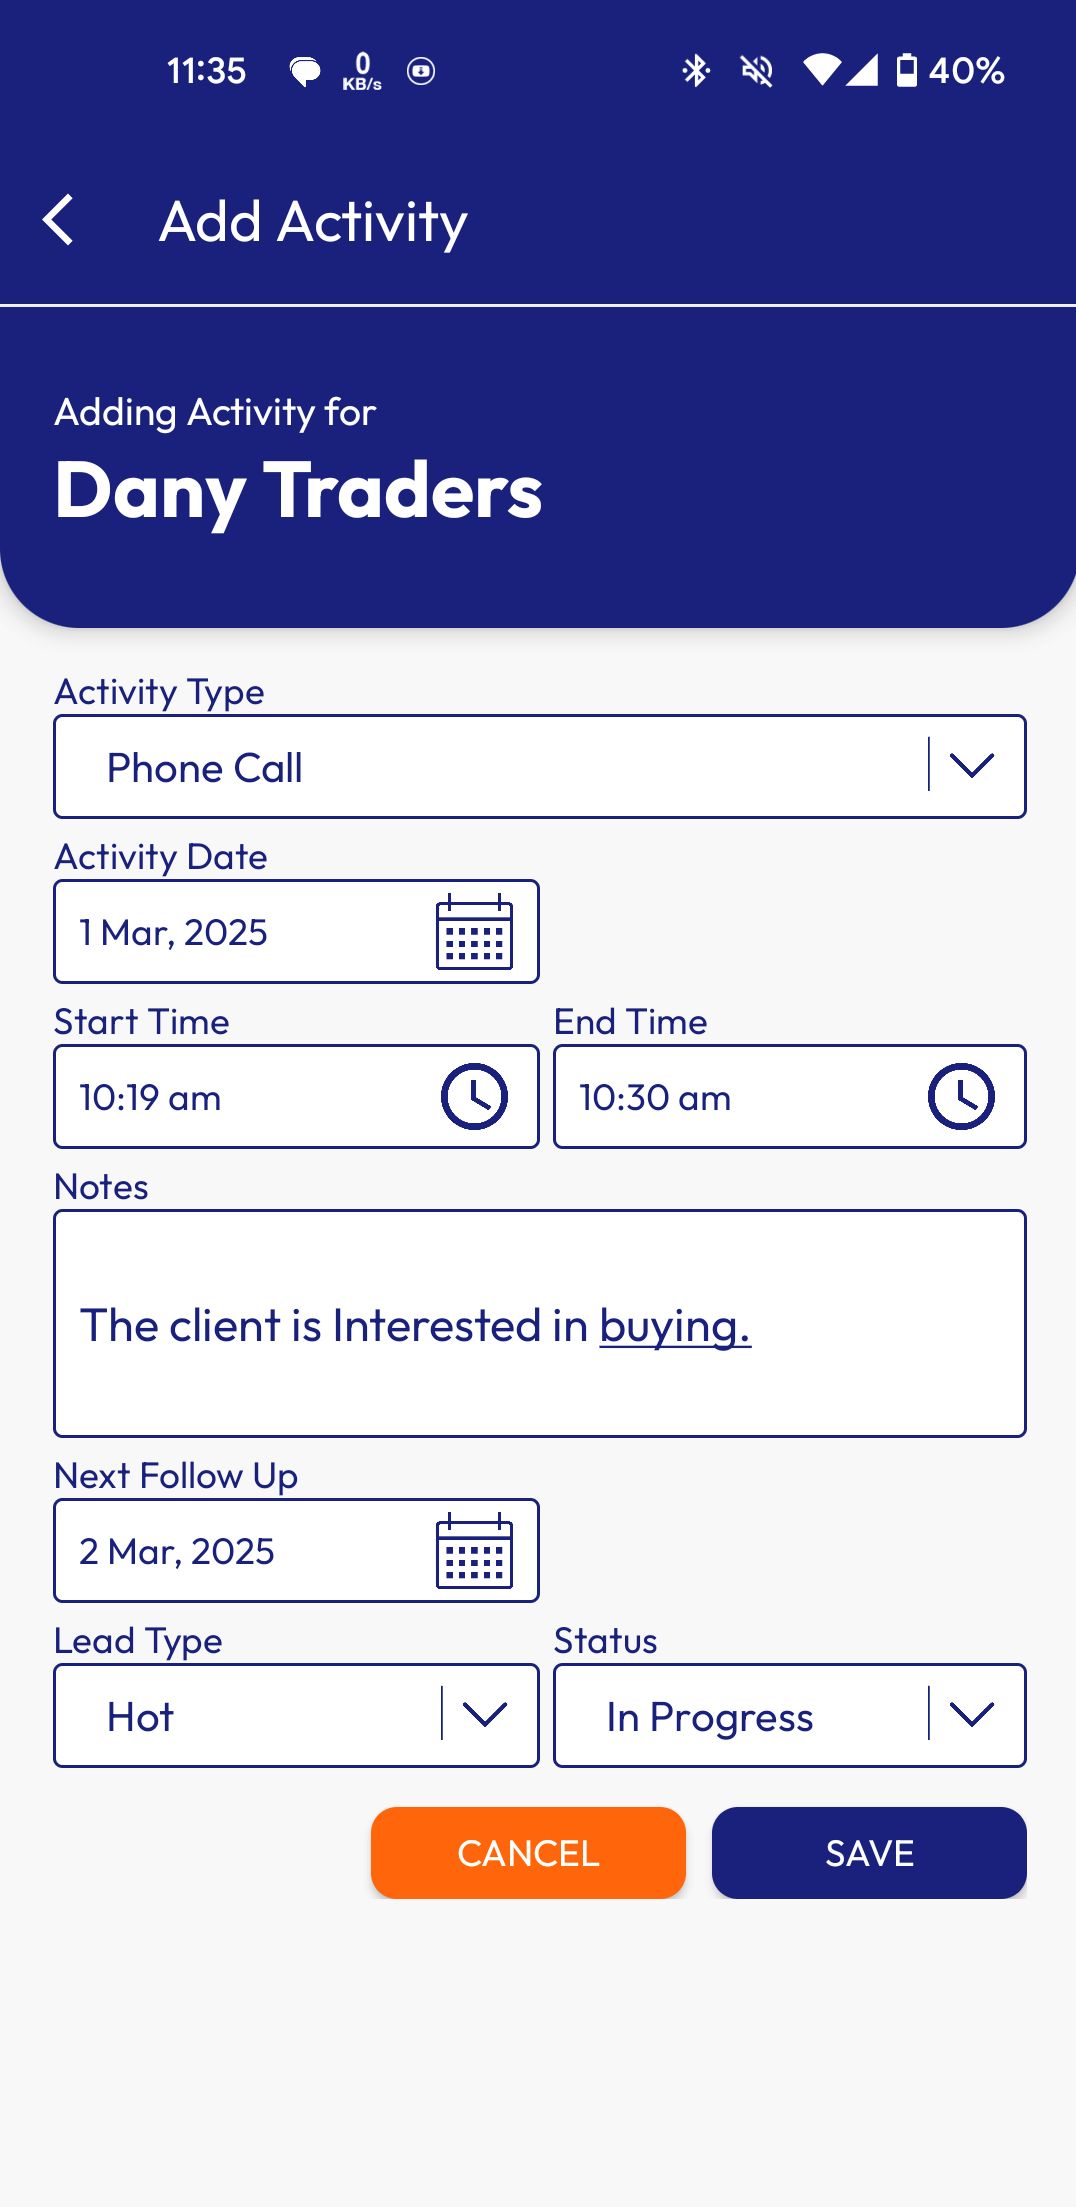 11:35 0 KB/s 40%
Add Activity
Adding Activity for
Dany Traders
Activity Type
Phone Call
Activity Date
1 Mar, 2025
Start Time End Time
10:19 am 10:30 am
Notes
The client is Interested in buying.
Next Follow Up
2 Mar, 2025
Lead Type Status
Hot In Progress
CANCEL SAVE